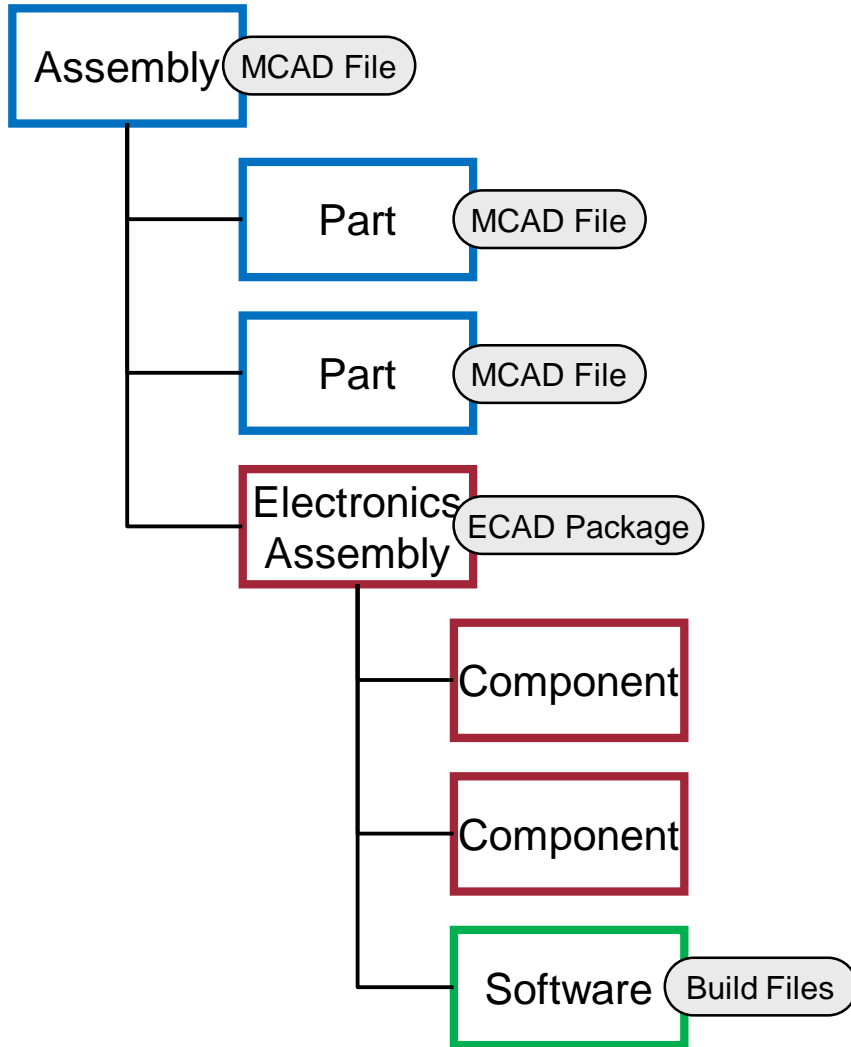 Assembly
MCAD File
Part
MCAD File
Part
MCAD File
Electronics
Assembly
ECAD Package
Component
Component
Software
Build Files